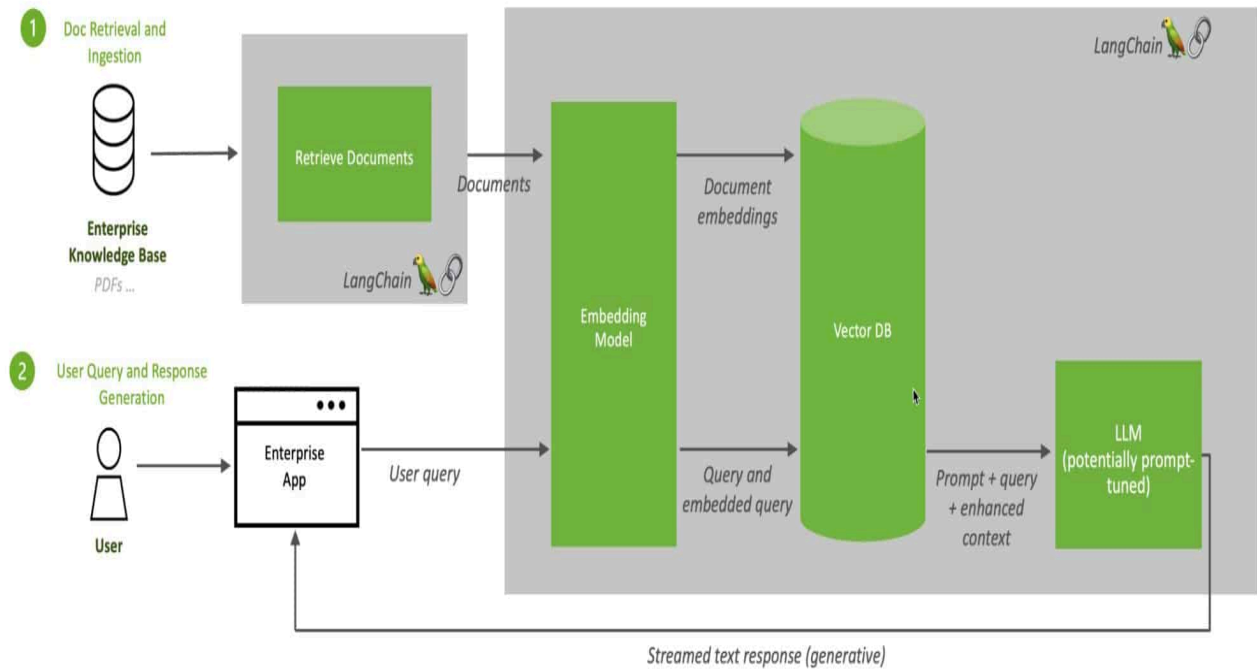 1
Doc Retrieval and
Ingestion
Enterprise
Knowledge Base
PDFs ...
Retrieve Documents
LangChain
Documents
LangChain
Embedding
Model
Document
embeddings
Vector DB
2
User Query and Response
Generation
User
Enterprise
App
User query
Query and
embedded query
Prompt + query
+ enhanced
context
LLM
(potentially prompt-
tuned)
Streamed text response (generative)